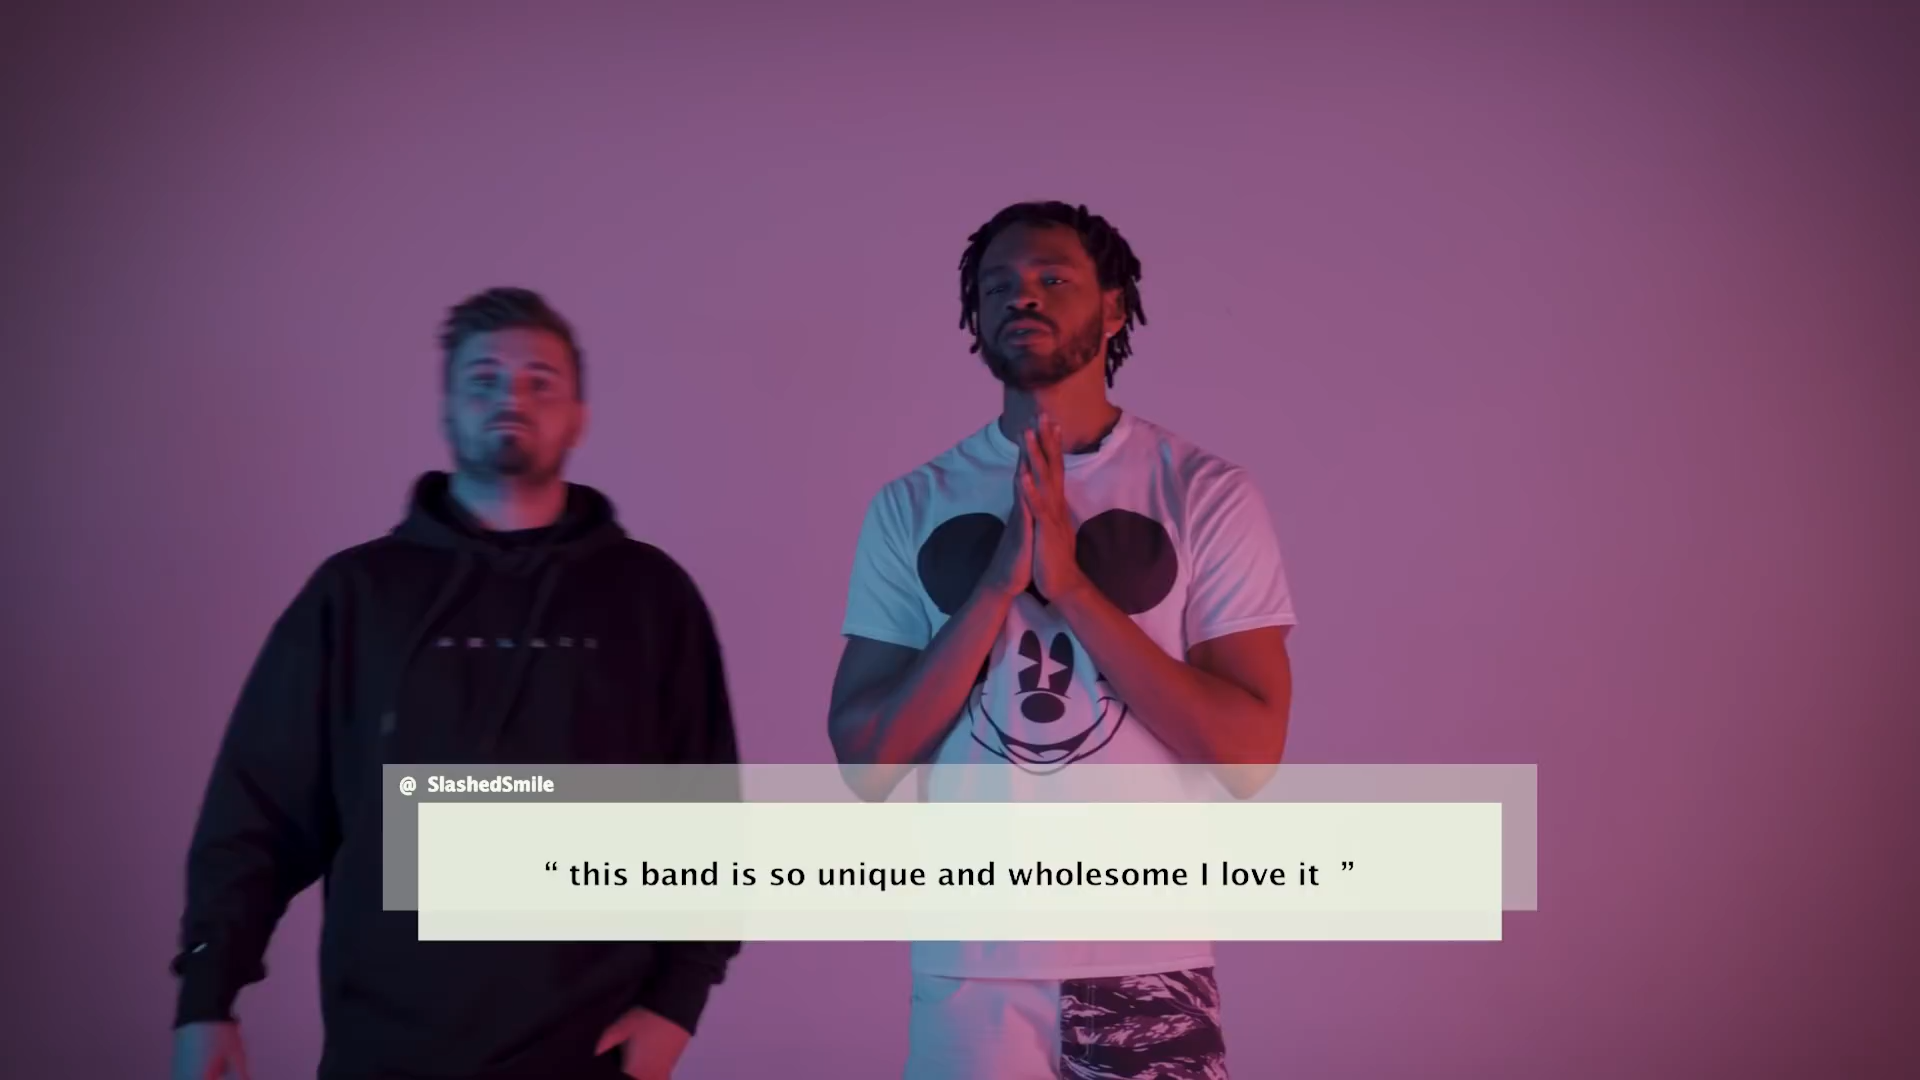 @ SlashedSmile
“ this band is so unique and wholesome I love it ”